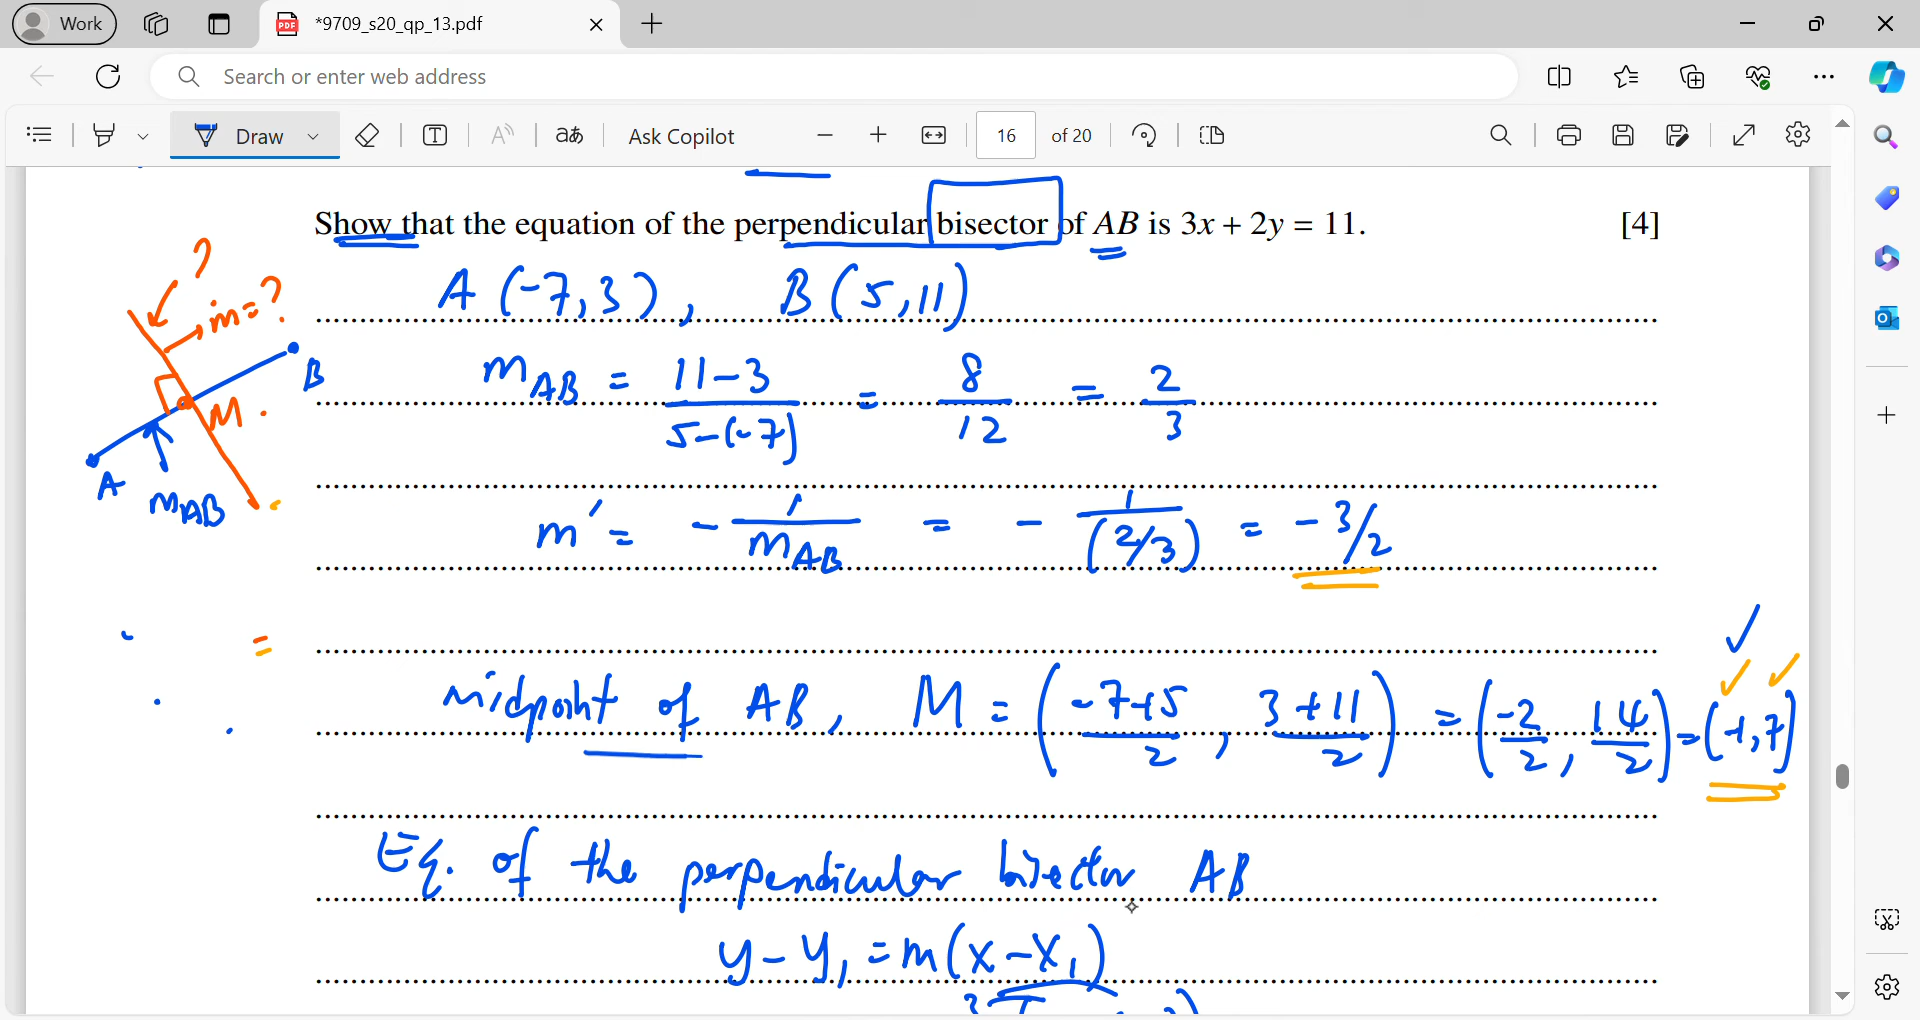 Work
*9709_s20_qp_13.pdf
Search or enter web address
Draw
Ask Copilot
16 of 20
Show that the equation of the perpendicular bisector of AB is 3x + 2y = 11. [4]
A (-7,3), B (5,11)
? m=?
B
M
A
mAB
mAB = 11-3 / 5-(-7) = 8/12 = 2/3
m' = - 1/mAB = - 1/(2/3) = -3/2
Midpoint of AB, M = (-7+5/2, 3+11/2) = (-2/2, 14/2) = (-1,7)
Eq. of the perpendicular bisector AB
y-y₁ = m(x-x₁)